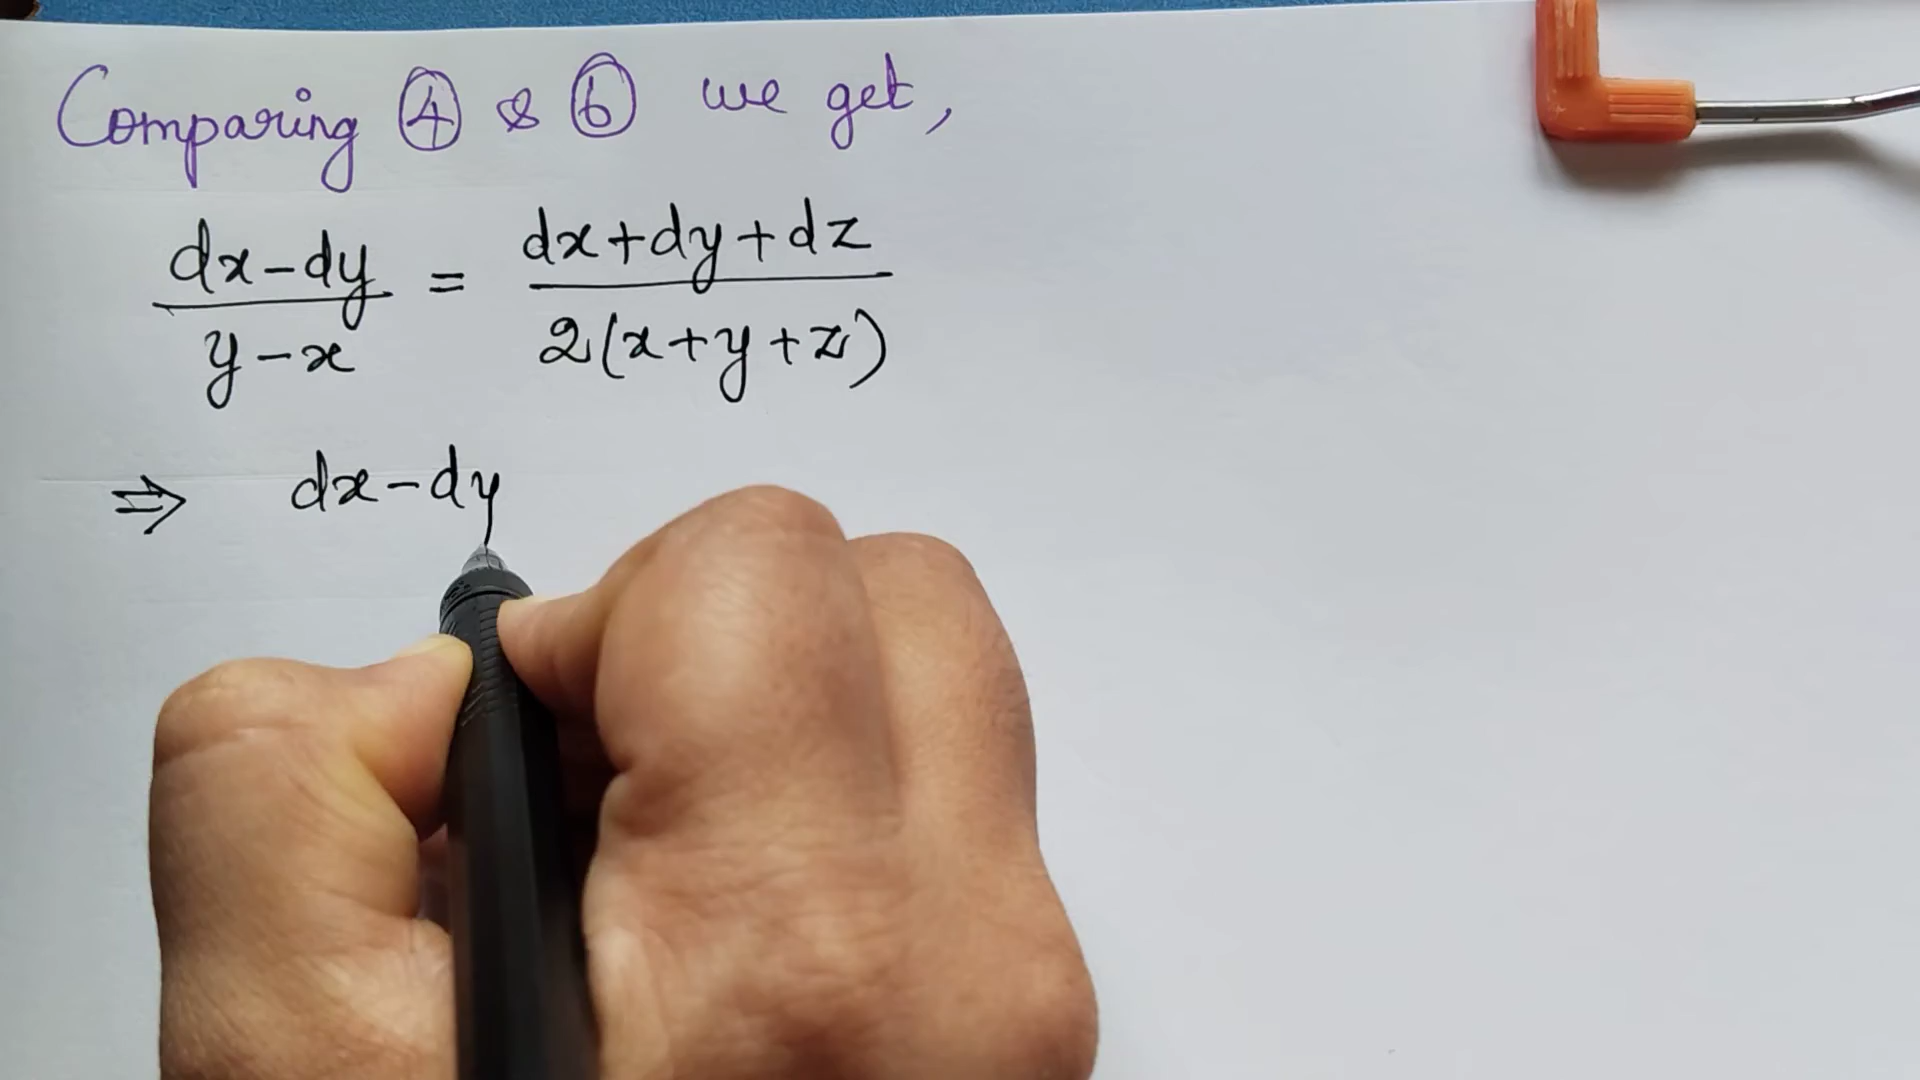 Comparing ④ & ⑥ we get,
dx-dy/y-x = dx+dy+dz/2(x+y+z)
⇒ dx-dy